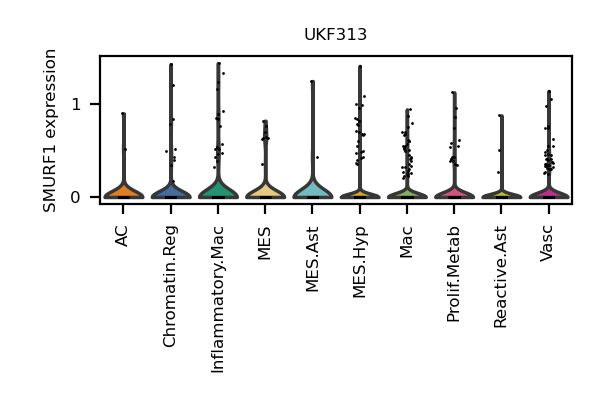 UKF313
SMURF1 expression
1
0
AC
Chromatin.Reg
Inflammatory.Mac
MES
MES.Ast
MES.Hyp
Mac
Prolif.Metab
Reactive.Ast
Vasc